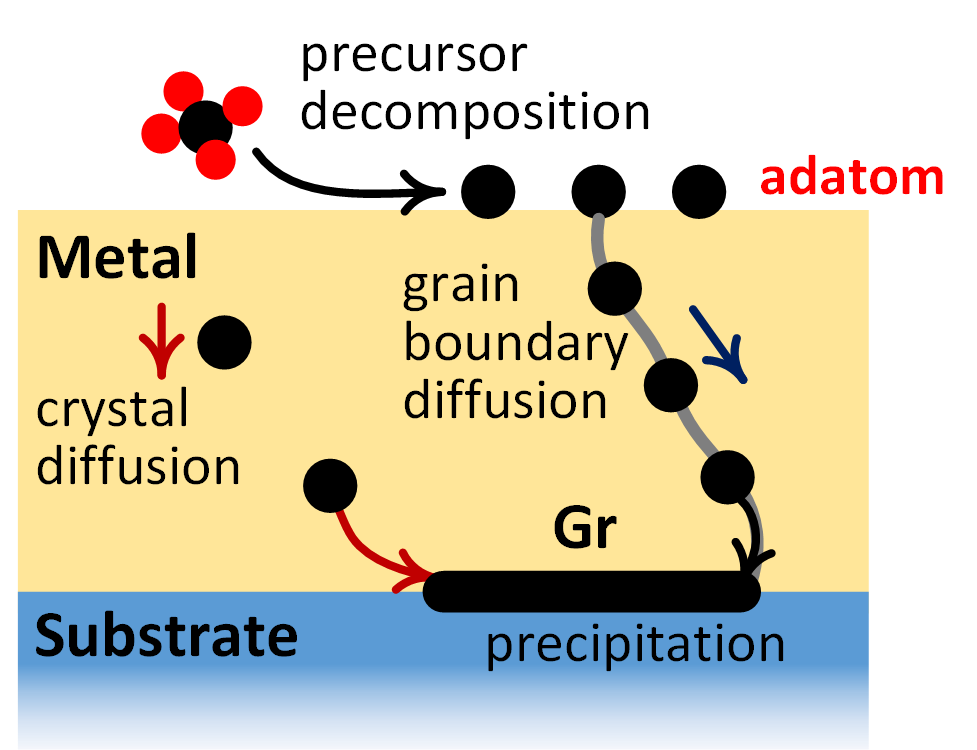 precursor
decomposition
adatom
Metal
grain
boundary
diffusion
crystal
diffusion
Gr
Substrate
precipitation